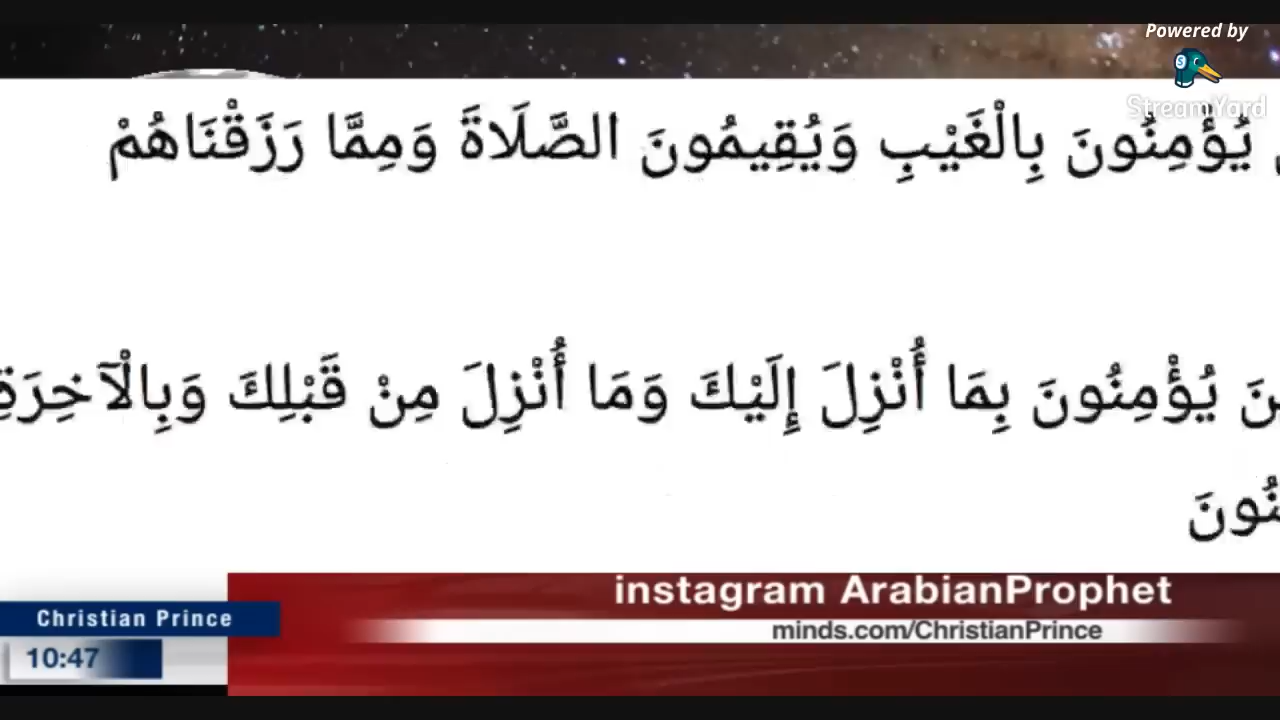 Powered by
StreamYard
يُؤْمِنُونَ بِالْغَيْبِ وَيُقِيمُونَ الصَّلَاةَ وَمِمَّا رَزَقْنَاهُمْ
يُؤْمِنُونَ بِمَا أُنْزِلَ إِلَيْكَ وَمَا أُنْزِلَ مِنْ قَبْلِكَ وَبِالْآخِرَةِ
instagram ArabianProphet
Christian Prince
minds.com/ChristianPrince
10:47